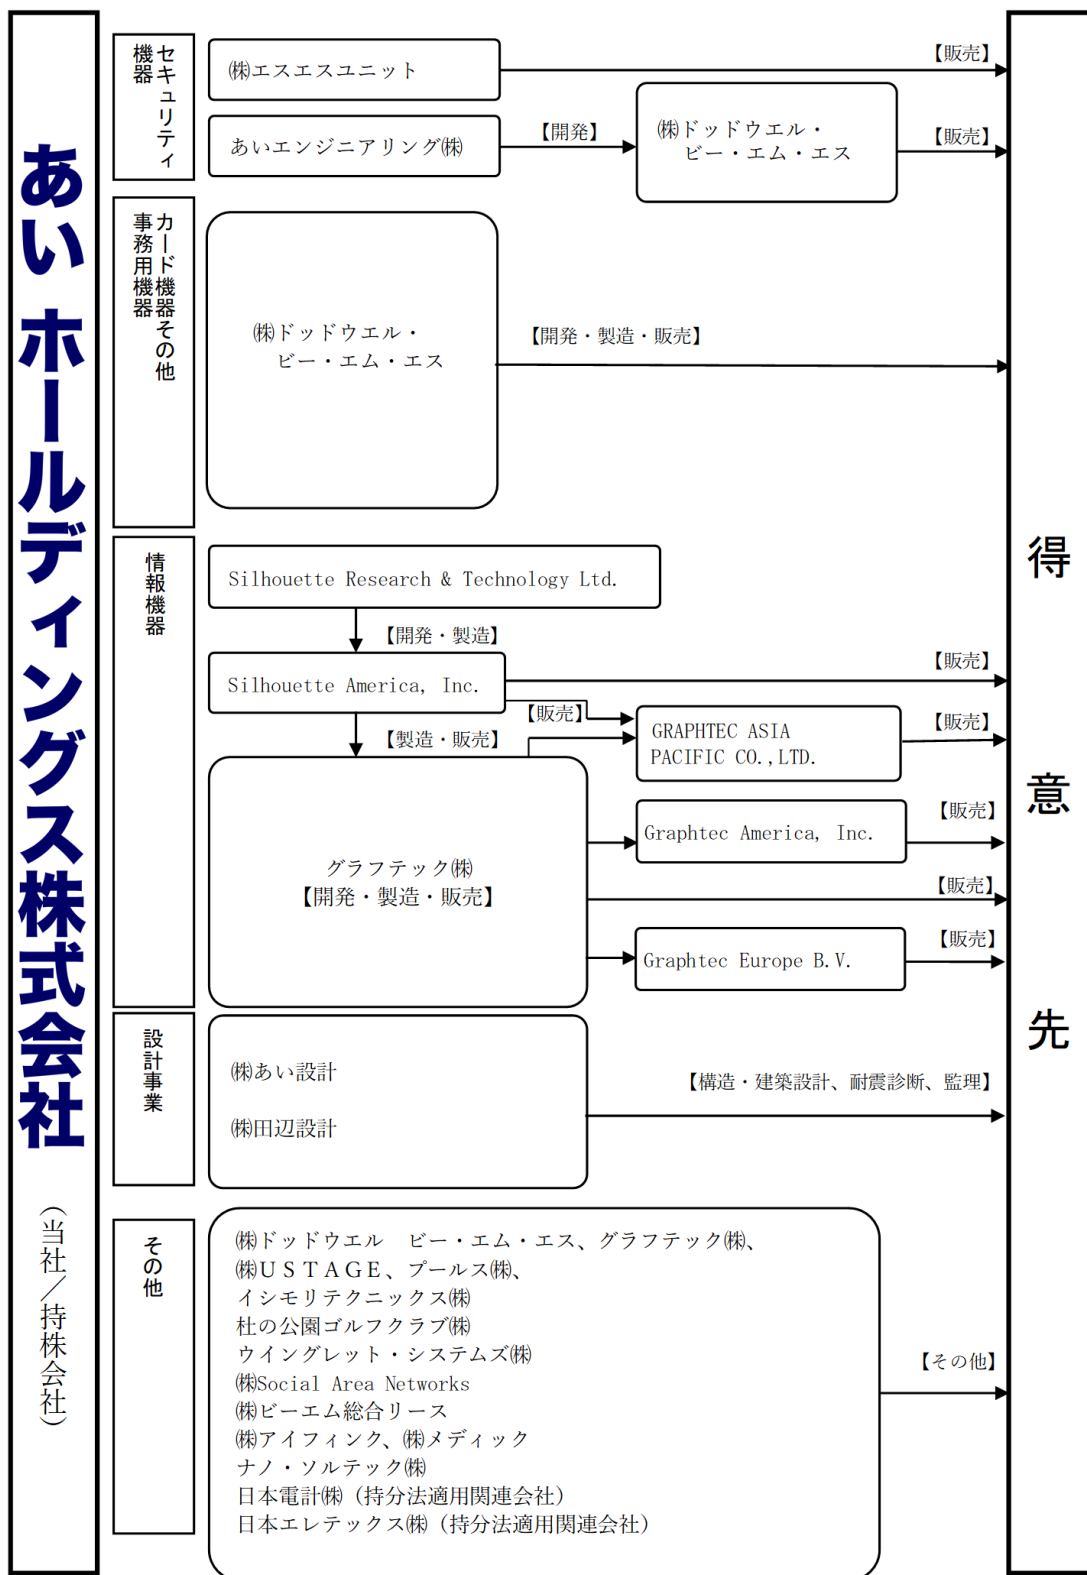 あい ホールディングス株式会社
（当社／持株会社）
セキュリティ
機器
㈱エスエスユニット
【販売】
あいエンジニアリング㈱
【開発】
㈱ドッドウエル・
ビー・エム・エス
【販売】
カード機器その他
事務用機器
㈱ドッドウエル・
ビー・エム・エス
【開発・製造・販売】
情報機器
Silhouette Research & Technology Ltd.
【開発・製造】
Silhouette America, Inc.
【販売】
【販売】
【製造・販売】
GRAPHTEC ASIA
PACIFIC CO.,LTD.
【販売】
グラフテック㈱
【開発・製造・販売】
Graphtec America, Inc.
【販売】
【販売】
Graphtec Europe B.V.
【販売】
設計事業
㈱あい設計
㈱田辺設計
【構造・建築設計、耐震診断、監理】
その他
㈱ドッドウエル　ビー・エム・エス、グラフテック㈱、
㈱ＵＳＴＡＧＥ、プールス㈱、
イシモリテクニックス㈱
杜の公園ゴルフクラブ㈱
ウイングレット・システムズ㈱
㈱Social Area Networks
㈱ビーエム総合リース
㈱アイフィンク、㈱メディック
ナノ・ソルテック㈱
日本電計㈱（持分法適用関連会社）
日本エレテックス㈱（持分法適用関連会社）
【その他】
得意先